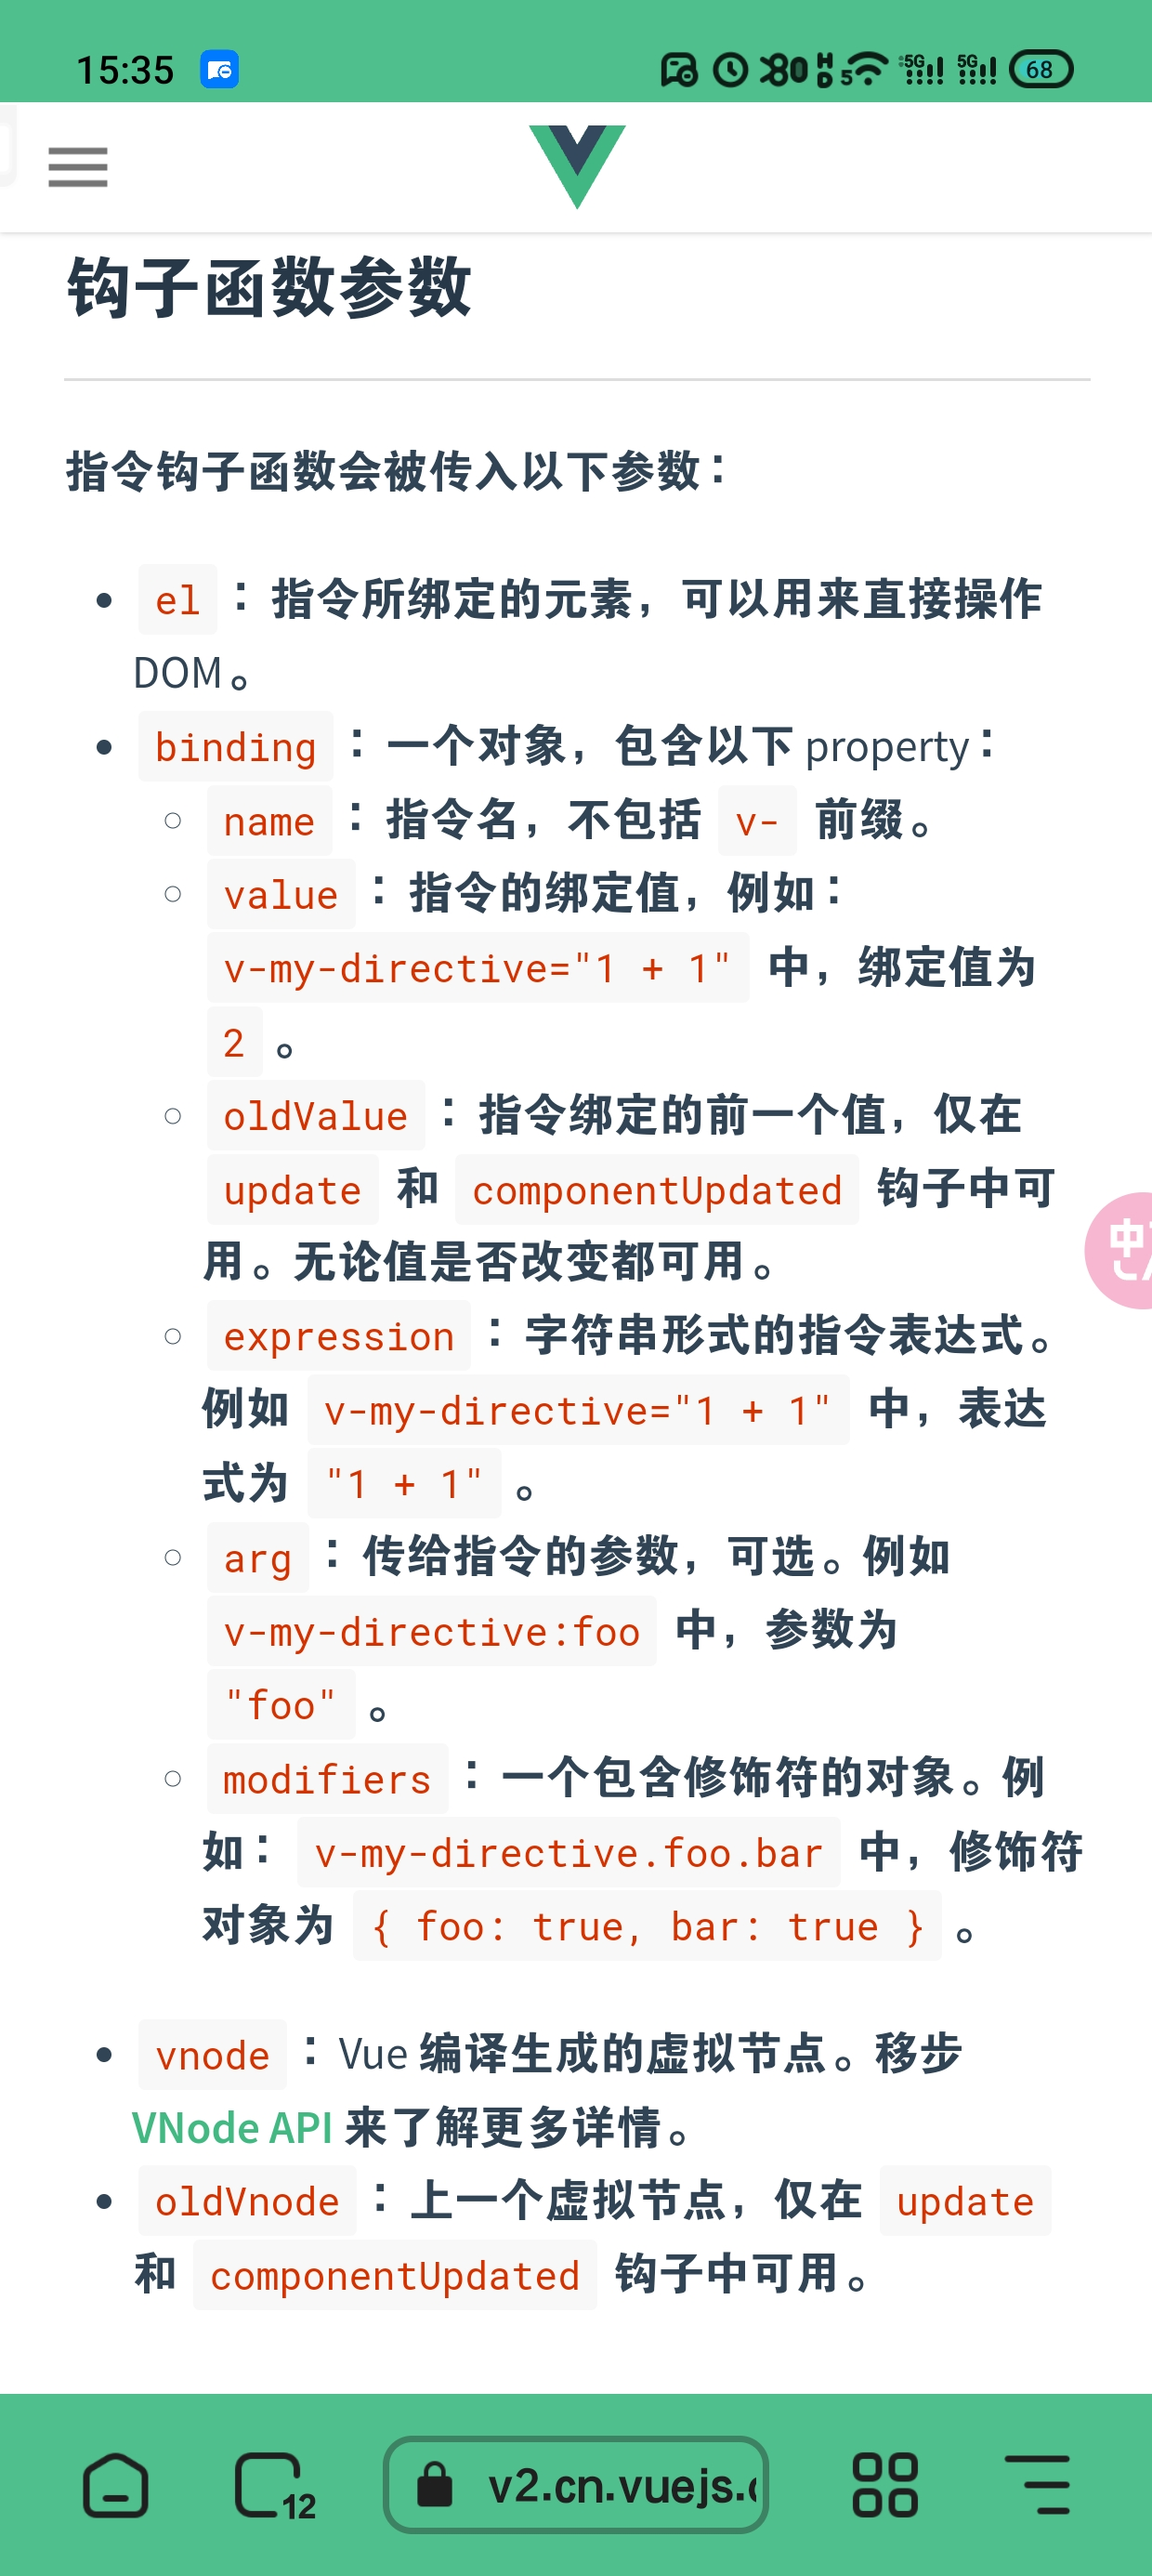 15:35
5G
5G
68
钩子函数参数
指令钩子函数会被传入以下参数：
el：指令所绑定的元素，可以用来直接操作
DOM。
binding：一个对象，包含以下 property：
name：指令名，不包括 v- 前缀。
value：指令的绑定值，例如：
v-my-directive="1 + 1" 中，绑定值为
2。
oldValue：指令绑定的前一个值，仅在
update 和 componentUpdated 钩子中可
用。无论值是否改变都可用。
expression：字符串形式的指令表达式。
例如 v-my-directive="1 + 1" 中，表达
式为 "1 + 1"。
arg：传给指令的参数，可选。例如
v-my-directive:foo 中，参数为
"foo"。
modifiers：一个包含修饰符的对象。例
如：v-my-directive.foo.bar 中，修饰符
对象为 { foo: true, bar: true }。
vnode：Vue 编译生成的虚拟节点。移步
VNode API 来了解更多详情。
oldVnode：上一个虚拟节点，仅在 update
和 componentUpdated 钩子中可用。
中
12
v2.cn.vuejs.